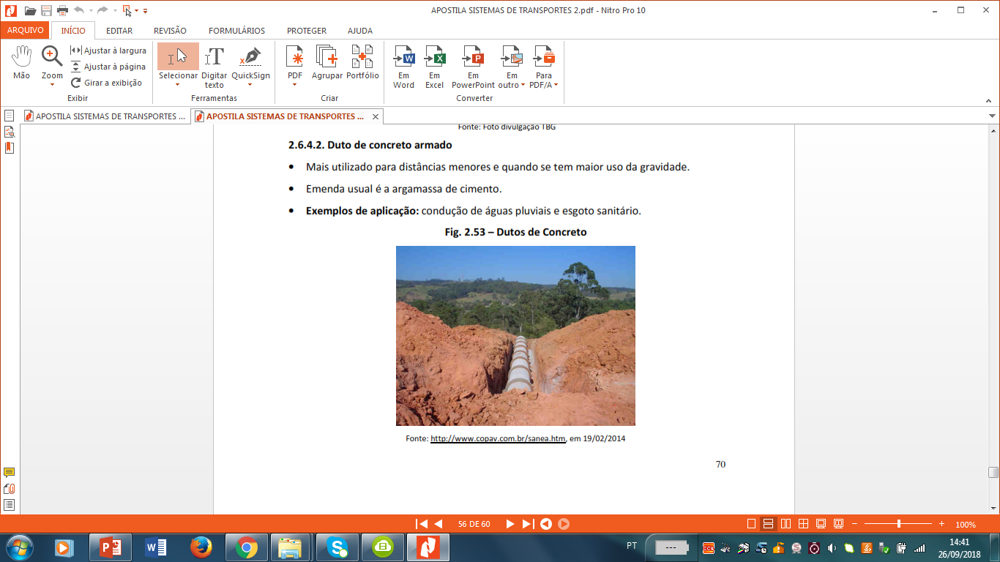 APOSTILA SISTEMAS DE TRANSPORTES 2.pdf - Nitro Pro 10
ARQUIVO INÍCIO EDITAR REVISÃO FORMULÁRIOS PROTEGER AJUDA
Mão
Zoom
Ajustar à largura
Ajustar à página
Girar a exibição
Exibir
Selecionar
Digitar texto
QuickSign
Ferramentas
PDF
Agrupar
Portfólio
Criar
Em Word
Em Excel
Em PowerPoint
Em outro
Para PDF/A
Converter
APOSTILA SISTEMAS DE TRANSPORTES ...
APOSTILA SISTEMAS DE TRANSPORTES ...
Fonte: Foto divulgação TBG
2.6.4.2. Duto de concreto armado
• Mais utilizado para distâncias menores e quando se tem maior uso da gravidade.
• Emenda usual é a argamassa de cimento.
• Exemplos de aplicação: condução de águas pluviais e esgoto sanitário.
Fig. 2.53 – Dutos de Concreto
Fonte: http://www.copav.com.br/sanea.htm, em 19/02/2014
70
56 DE 60
100%
PT
14:41
26/09/2018